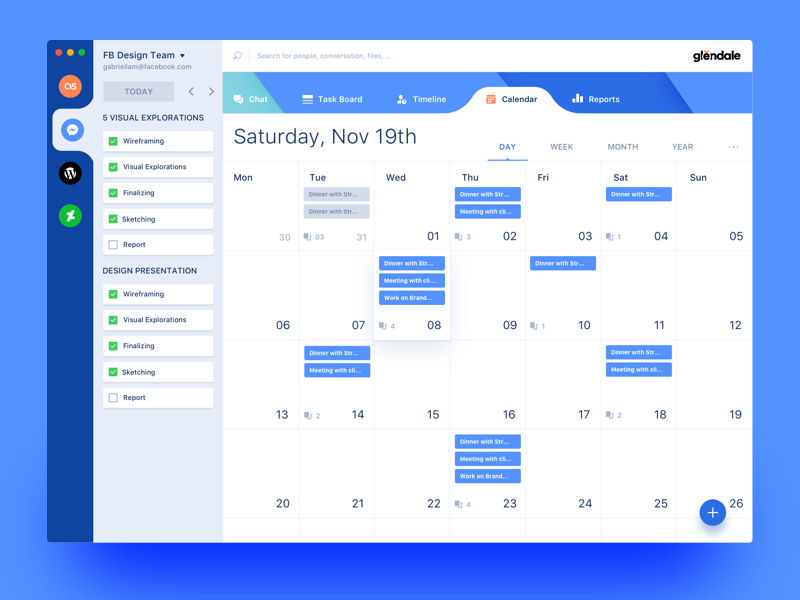 FB Design Team
gabriellam@facebook.com
TODAY
5 VISUAL EXPLORATIONS
Wireframing
Visual Explorations
Finalizing
Sketching
Report
DESIGN PRESENTATION
Wireframing
Visual Explorations
Finalizing
Sketching
Report
Search for people, conversation, files, ...
glëndale
Chat
Task Board
Timeline
Calendar
Reports
Saturday, Nov 19th
DAY WEEK MONTH YEAR
Mon Tue Wed Thu Fri Sat Sun
Dinner with Str... Dinner with Str... Dinner with Str...
Dinner with Str... Meeting with cli...
30 03 31 01 3 02 03 1 04 05
Dinner with Str... Dinner with Str...
Meeting with cli...
Work on Brand...
06 07 4 08 09 1 10 11 12
Dinner with Str... Dinner with Str...
Meeting with cli... Meeting with cli...
13 2 14 15 16 17 2 18 19
Dinner with Str...
Meeting with cli...
Work on Brand...
20 21 22 4 23 24 25 26